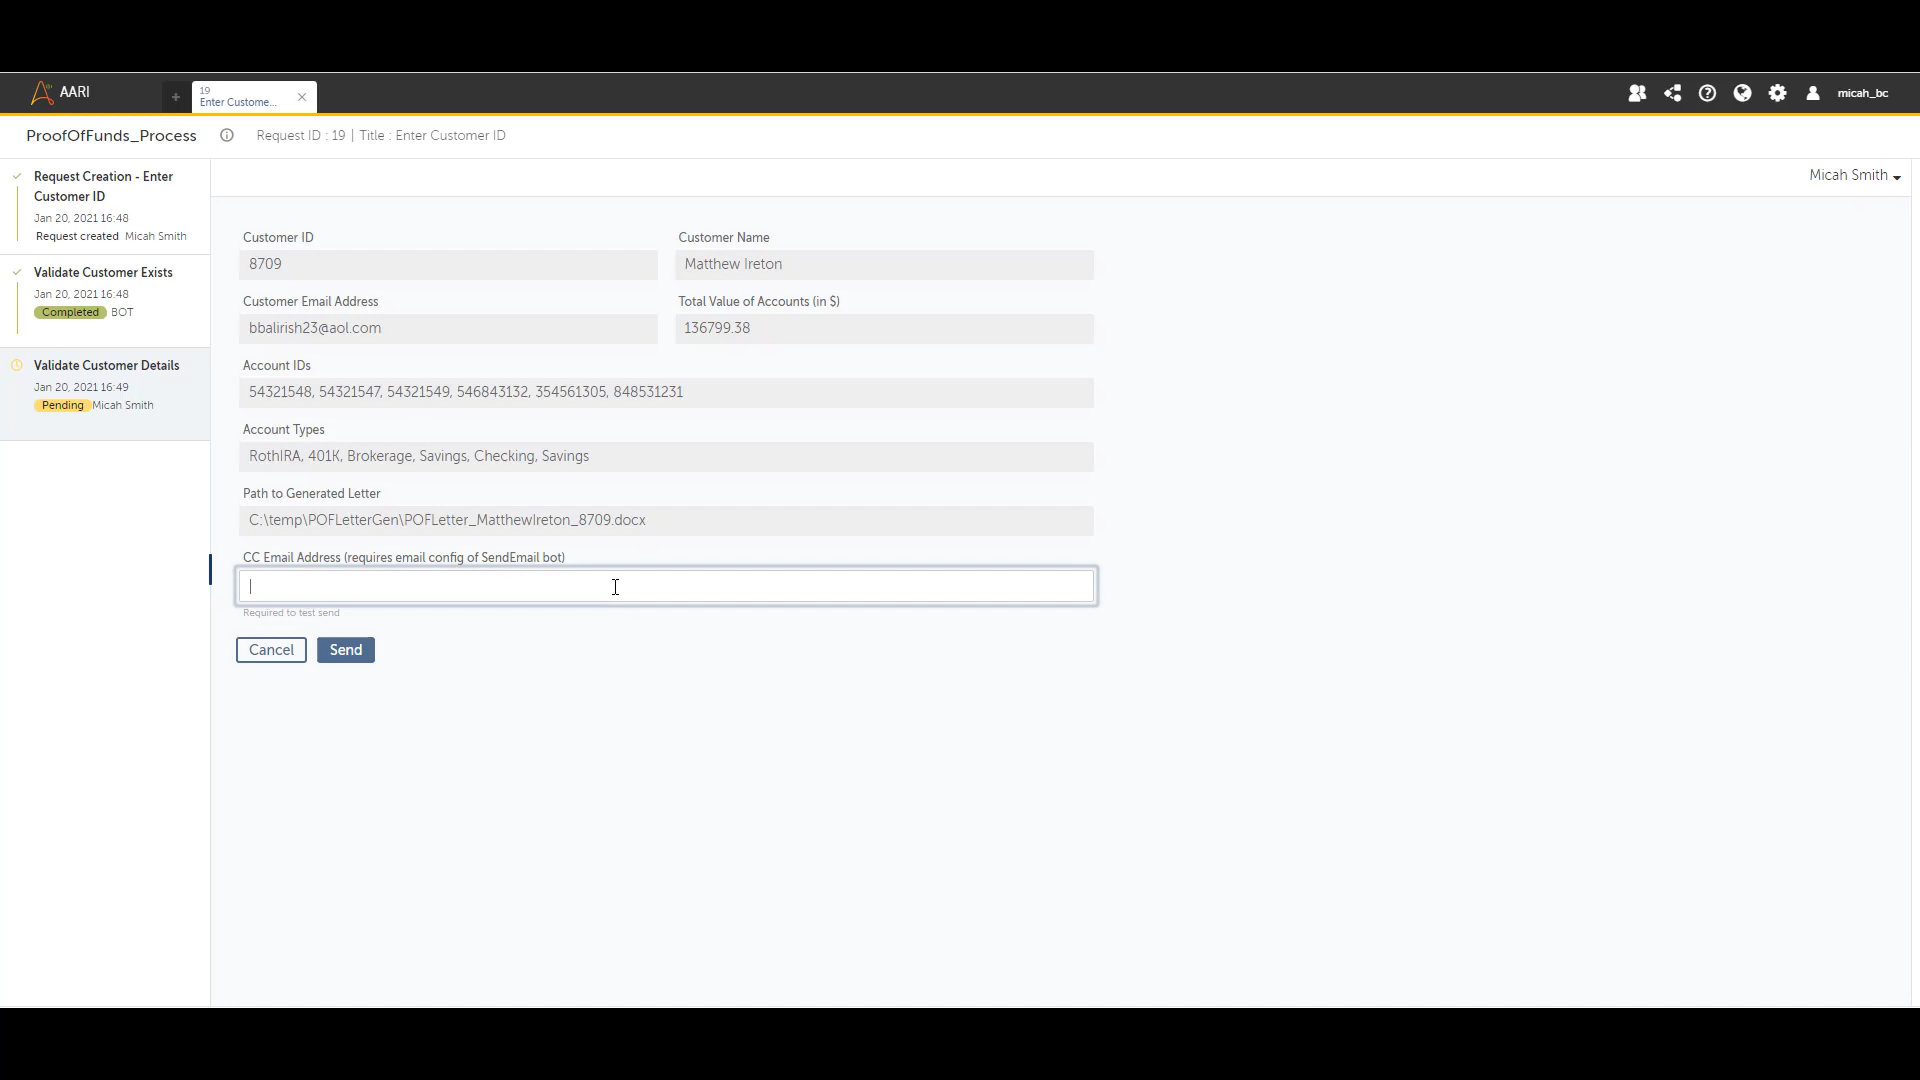 AARI
+
19
Enter Custome...
micah_bc
ProofOfFunds_Process
Request ID : 19 | Title : Enter Customer ID
Request Creation - Enter
Customer ID
Jan 20, 2021 16:48
Request created Micah Smith
Validate Customer Exists
Jan 20, 2021 16:48
Completed BOT
Validate Customer Details
Jan 20, 2021 16:49
Pending Micah Smith
Micah Smith
Customer ID
Customer Name
8709
Matthew Ireton
Customer Email Address
Total Value of Accounts (in $)
bbalirish23@aol.com
136799.38
Account IDs
54321548, 54321547, 54321549, 546843132, 354561305, 848531231
Account Types
RothIRA, 401K, Brokerage, Savings, Checking, Savings
Path to Generated Letter
C:\temp\POFLetterGen\POFLetter_MatthewIreton_8709.docx
CC Email Address (requires email config of SendEmail bot)
Required to test send
Cancel
Send